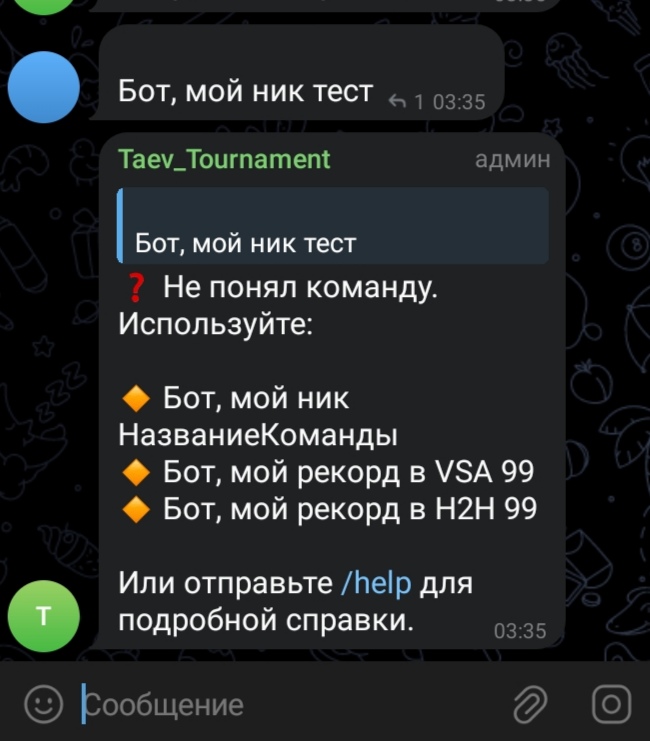 Бот, мой ник тест
1 03:35
Taev_Tournament админ
Бот, мой ник тест
❓ Не понял команду.
Используйте:
🔸 Бот, мой ник
НазваниеКоманды
🔸 Бот, мой рекорд в VSA 99
🔸 Бот, мой рекорд в H2H 99
Или отправьте /help для
подробной справки.
03:35
T
Сообщение